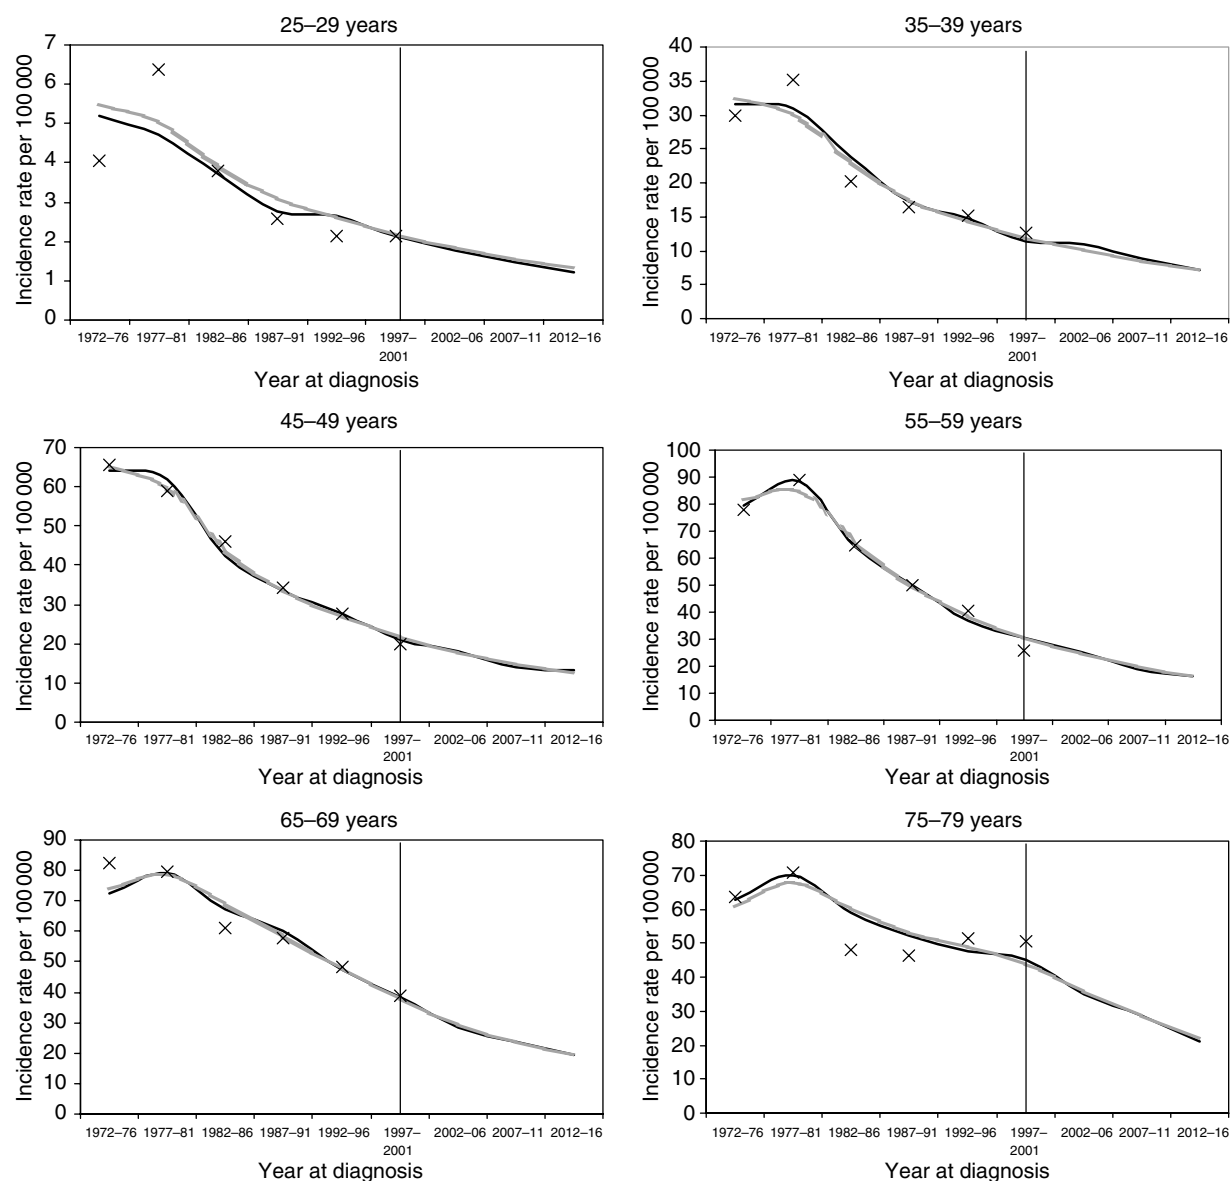 25–29 years
Incidence rate per 100 000
7
6
5
4
3
2
1
0
1972–76 1977–81 1982–86 1987–91 1992–96 1997– 2002–06 2007–11 2012–16
2001
Year at diagnosis
35–39 years
Incidence rate per 100 000
40
35
30
25
20
15
10
5
0
1972–76 1977–81 1982–86 1987–91 1992–96 1997– 2002–06 2007–11 2012–16
2001
Year at diagnosis
45–49 years
Incidence rate per 100 000
70
60
50
40
30
20
10
0
1972–76 1977–81 1982–86 1987–91 1992–96 1997– 2002–06 2007–11 2012–16
2001
Year at diagnosis
55–59 years
Incidence rate per 100 000
100
90
80
70
60
50
40
30
20
10
0
1972–76 1977–81 1982–86 1987–91 1992–96 1997– 2002–06 2007–11 2012–16
2001
Year at diagnosis
65–69 years
Incidence rate per 100 000
90
80
70
60
50
40
30
20
10
0
1972–76 1977–81 1982–86 1987–91 1992–96 1997– 2002–06 2007–11 2012–16
2001
Year at diagnosis
75–79 years
Incidence rate per 100 000
80
70
60
50
40
30
20
10
0
1972–76 1977–81 1982–86 1987–91 1992–96 1997– 2002–06 2007–11 2012–16
2001
Year at diagnosis